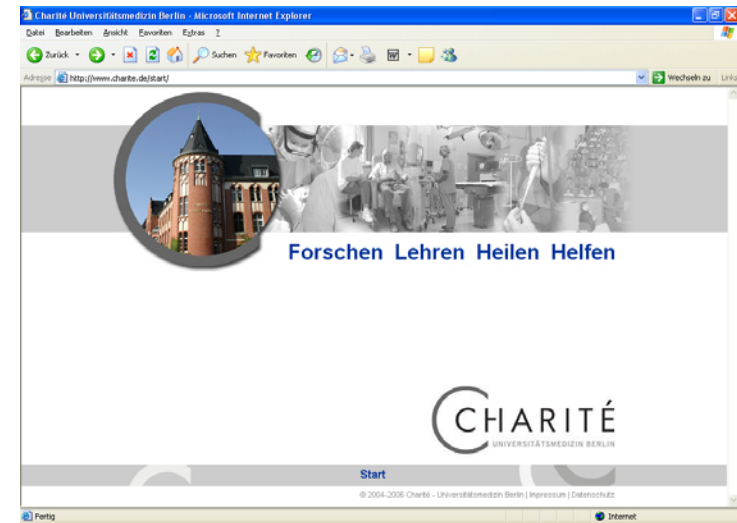 Charité Universitätsmedizin Berlin - Microsoft Internet Explorer
Datei Bearbeiten Ansicht Favoriten Extras ?
Zurück Suchen Favoriten
Adresse http://www.charite.de/start/ Wechseln zu Links
Forschen Lehren Heilen Helfen
CHARITÉ
UNIVERSITÄTSMEDIZIN BERLIN
Start
© 2004-2006 Charité - Universitätsmedizin Berlin | Impressum | Datenschutz
Fertig Internet